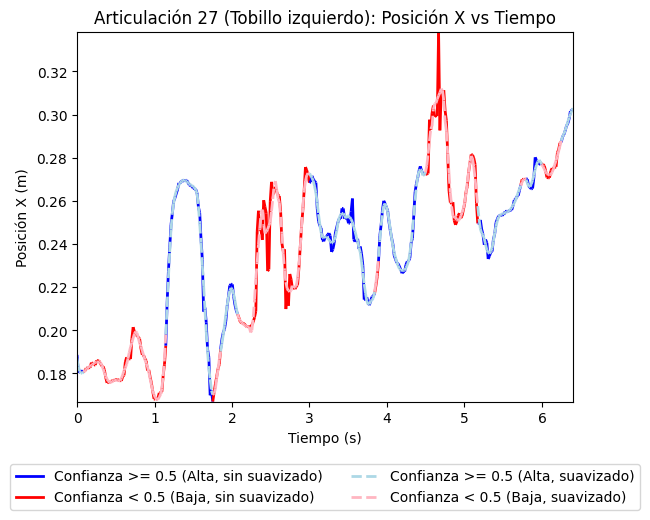 Articulación 27 (Tobillo izquierdo): Posición X vs Tiempo
0.32
0.30
0.28
0.26
0.24
0.22
0.20
0.18
Posición X (m)
0 1 2 3 4 5 6
Tiempo (s)
Confianza >= 0.5 (Alta, sin suavizado)
Confianza < 0.5 (Baja, sin suavizado)
Confianza >= 0.5 (Alta, suavizado)
Confianza < 0.5 (Baja, suavizado)